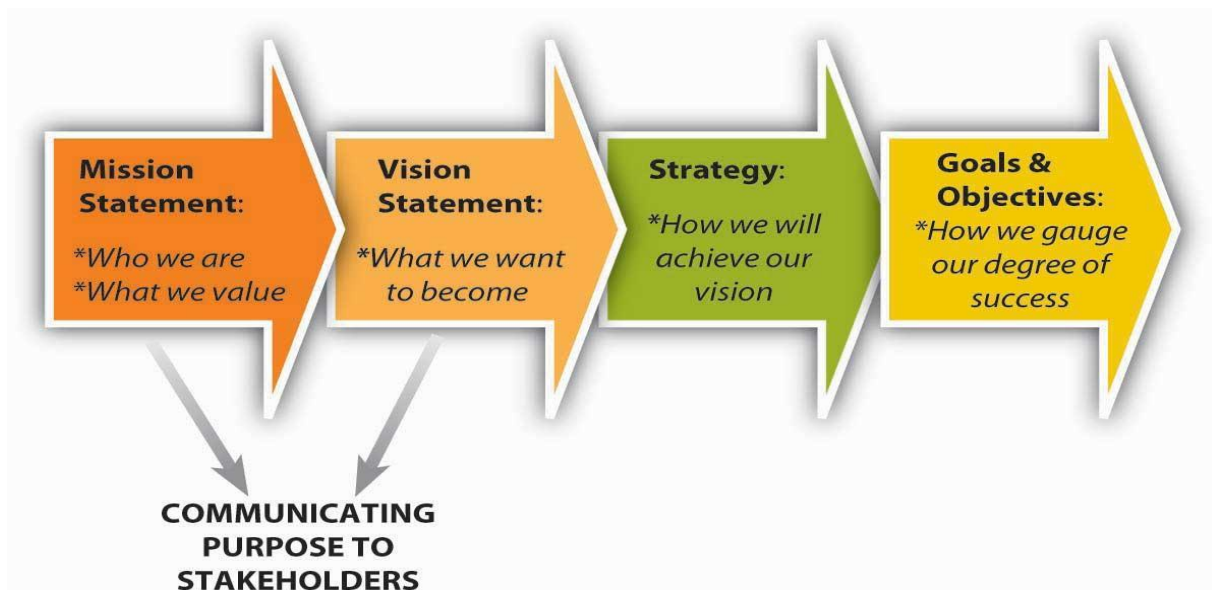 Mission
Statement:
*Who we are
*What we value
Vision
Statement:
*What we want
to become
Strategy:
*How we will
achieve our
vision
Goals &
Objectives:
*How we gauge
our degree of
success
COMMUNICATING
PURPOSE TO
STAKEHOLDERS